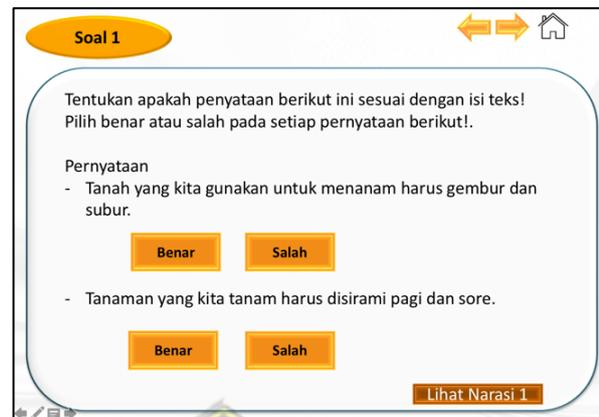 Soal 1
Tentukan apakah penyataan berikut ini sesuai dengan isi teks!
Pilih benar atau salah pada setiap pernyataan berikut!.
Pernyataan
- Tanah yang kita gunakan untuk menanam harus gembur dan
subur.
Benar Salah
- Tanaman yang kita tanam harus disirami pagi dan sore.
Benar Salah
Lihat Narasi 1